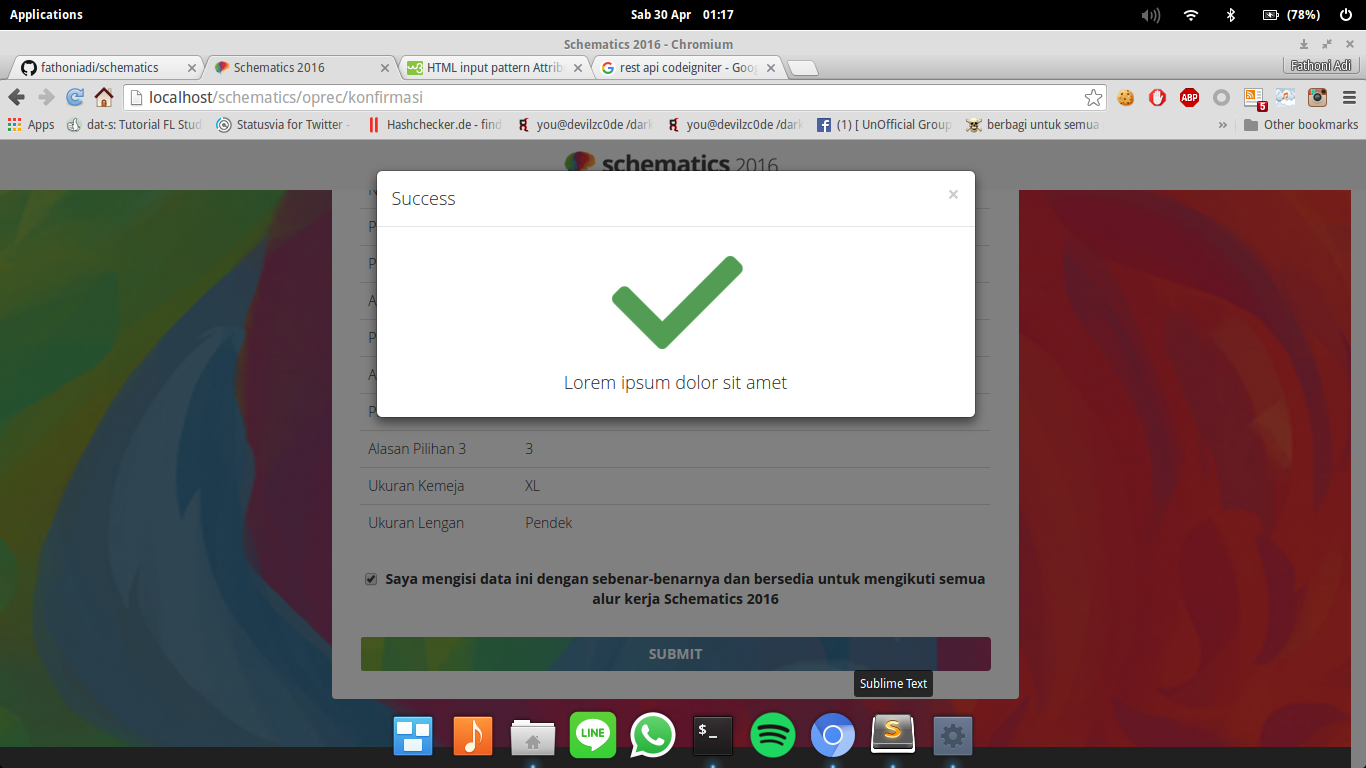 Applications
Sab 30 Apr 01:17
(78%)
Schematics 2016 - Chromium
fathoniadi/schematics
Schematics 2016
HTML input pattern Attrib
rest api codeigniter - Goog
Fathoni Adi
localhost/schematics/oprec/konfirmasi
ABP
5
Apps
dat-s: Tutorial FL Stud
Statusvia for Twitter -
Hashchecker.de - find
you@devilzc0de /dark
you@devilzc0de /dark
(1) [ UnOfficial Group
berbagi untuk semua
»
Other bookmarks
schematics 2016
Success
×
Lorem ipsum dolor sit amet
Alasan Pilihan 3
3
Ukuran Kemeja
XL
Ukuran Lengan
Pendek
Saya mengisi data ini dengan sebenar-benarnya dan bersedia untuk mengikuti semua
alur kerja Schematics 2016
SUBMIT
Sublime Text
LINE
$_
S